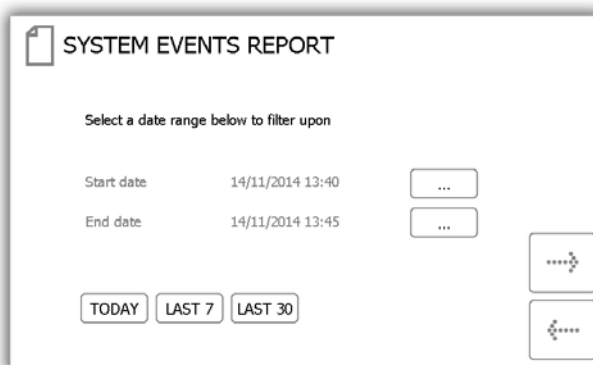 SYSTEM EVENTS REPORT
Select a date range below to filter upon
Start date 14/11/2014 13:40 ...
End date 14/11/2014 13:45 ...
TODAY LAST 7 LAST 30